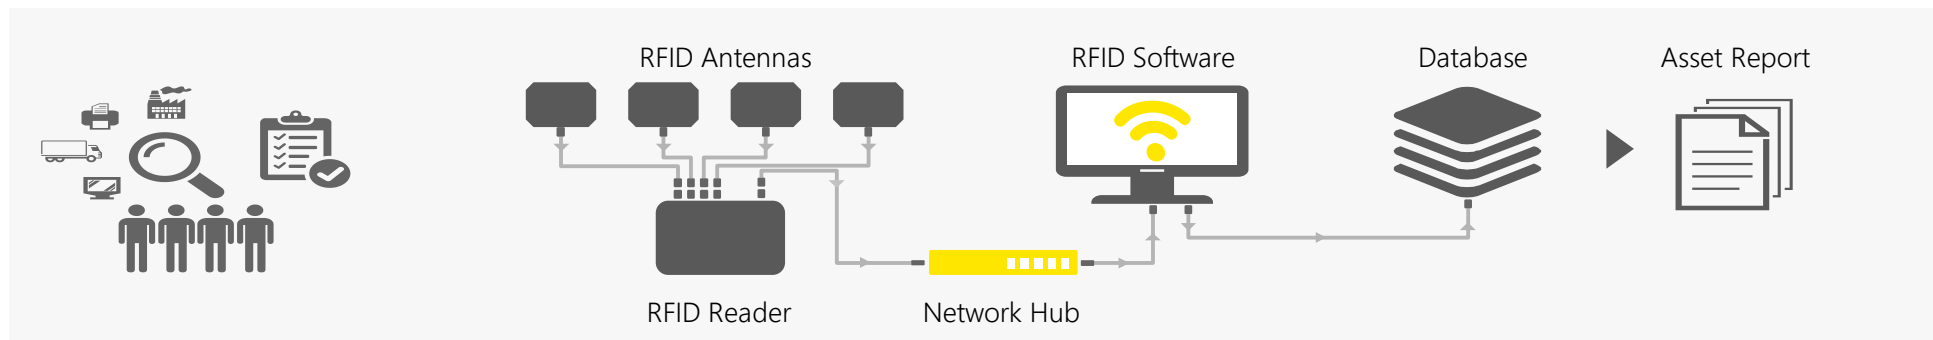 RFID Antennas
RFID Software
Database
Asset Report
RFID Reader
Network Hub